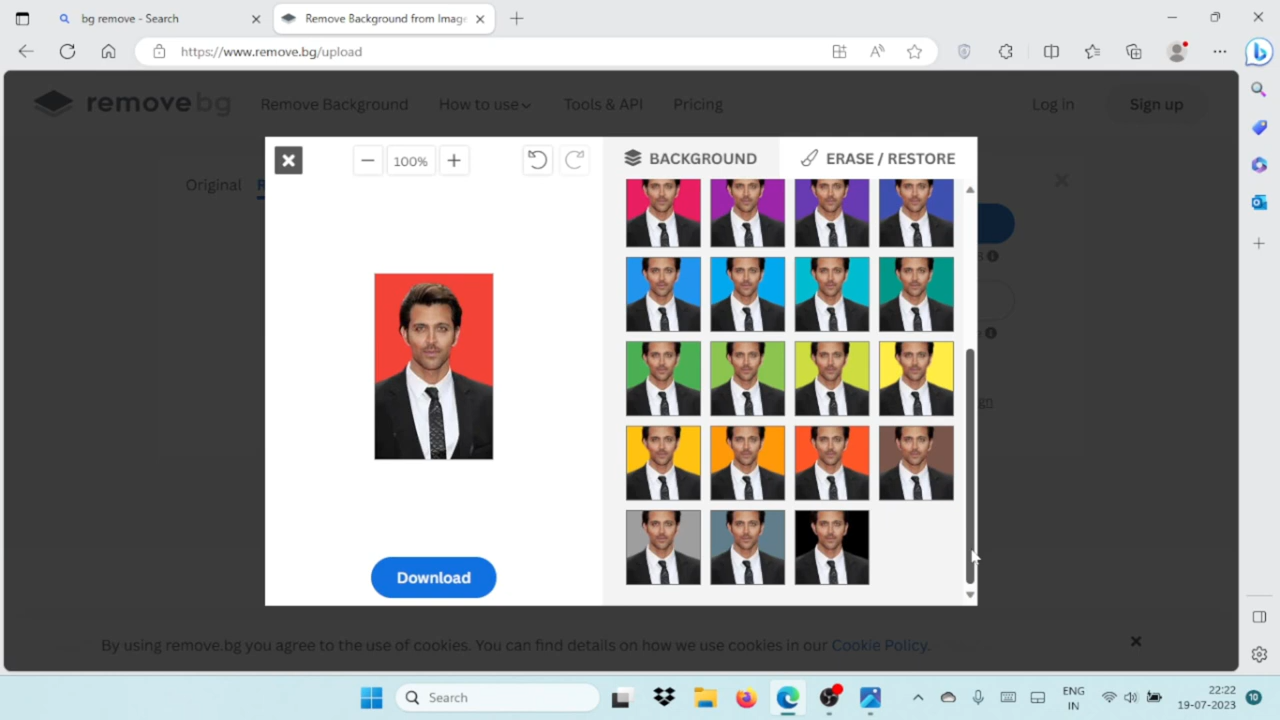 bg remove - Search
Remove Background from Imag
https://www.remove.bg/upload
removebg Remove Background How to use Tools & API Pricing Log in Sign up
Original
100%
BACKGROUND ERASE / RESTORE
Download
By using remove.bg you agree to the use of cookies. You can find details on how we use cookies in our Cookie Policy.
Search
ENG
IN
22:22
19-07-2023
10